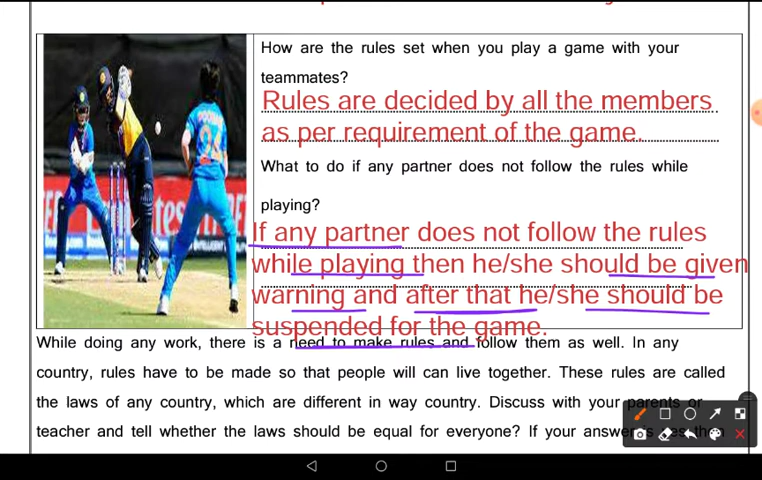 How are the rules set when you play a game with your
teammates?
Rules are decided by all the members
as per requirement of the game.
What to do if any partner does not follow the rules while
playing?
If any partner does not follow the rules
while playing then he/she should be given
warning and after that he/she should be
suspended for the game.
While doing any work, there is a need to make rules and follow them as well. In any
country, rules have to be made so that people will can live together. These rules are called
the laws of any country, which are different in way country. Discuss with your parents or
teacher and tell whether the laws should be equal for everyone? If your answer is yes then